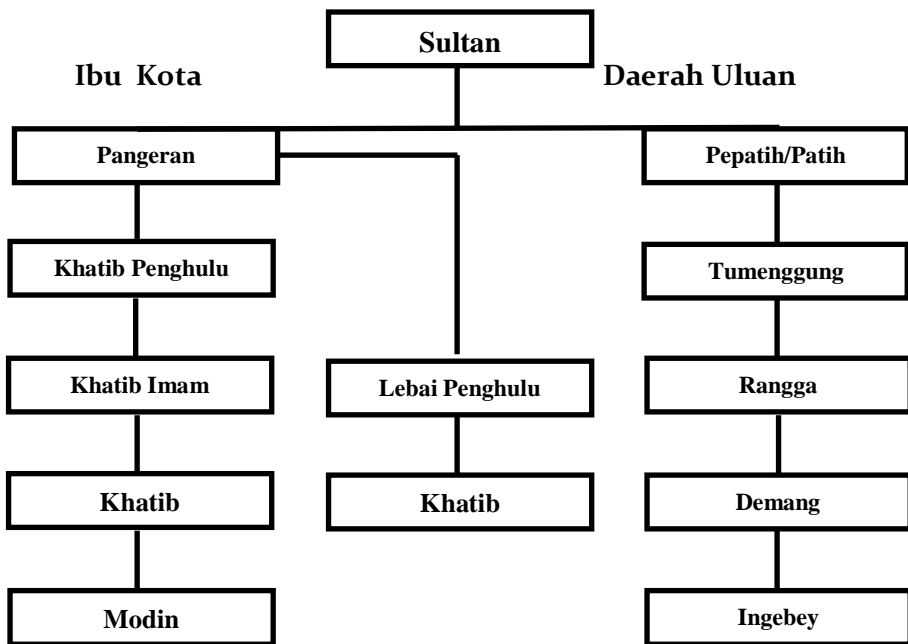 Sultan
Ibu Kota
Daerah Uluan
Pangeran
Pepatih/Patih
Khatib Penghulu
Tumenggung
Khatib Imam
Lebai Penghulu
Rangga
Khatib
Khatib
Demang
Modin
Ingebey